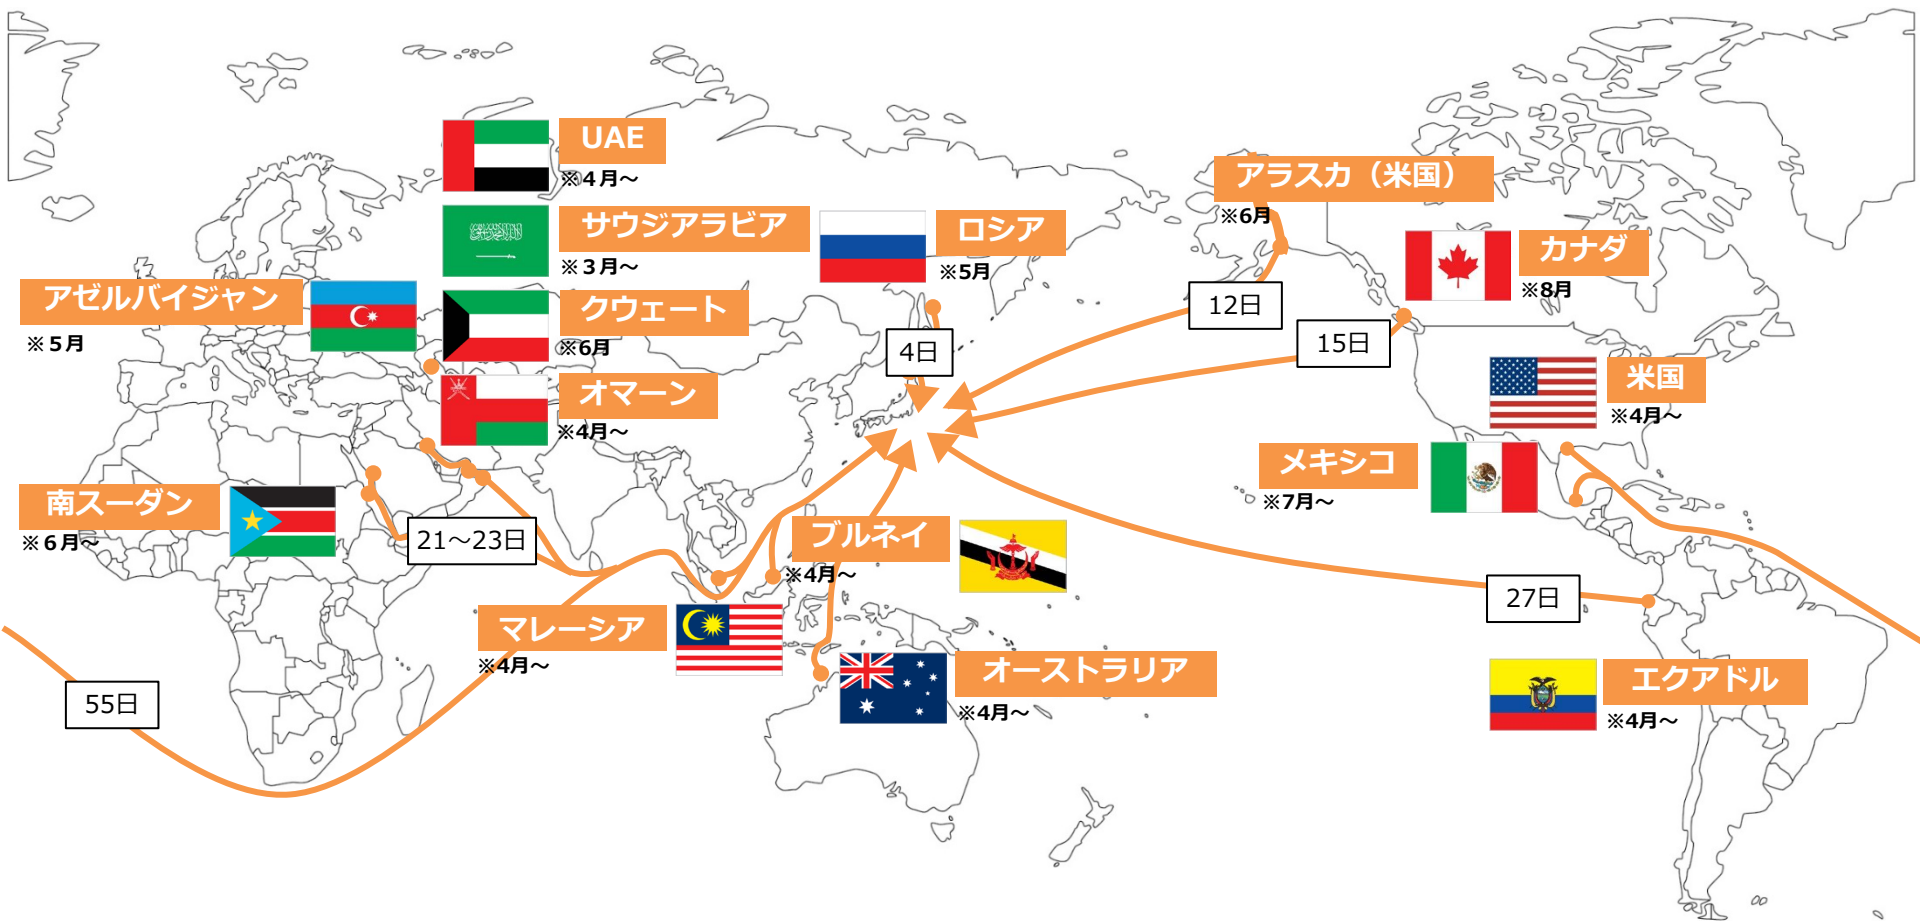 UAE
※４月～
サウジアラビア
※３月～
クウェート
※6月
オマーン
※4月～
アゼルバイジャン
※５月
南スーダン
※６月～
21～23日
55日
マレーシア
※4月～
ブルネイ
※4月～
オーストラリア
※4月～
ロシア
※5月
4日
アラスカ（米国）
※6月
12日
カナダ
※8月
15日
米国
※4月～
メキシコ
※7月～
27日
エクアドル
※4月～